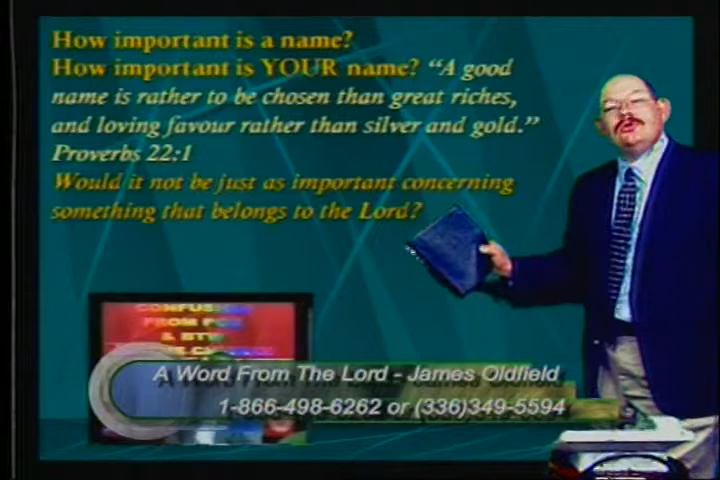 How important is a name?
How important is YOUR name? “A good
name is rather to be chosen than great riches,
and loving favour rather than silver and gold.”
Proverbs 22:1
Would it not be just as important concerning
something that belongs to the Lord?
FROM
&
A Word From The Lord - James Oldfield
1-866-498-6262 or (336)349-5594